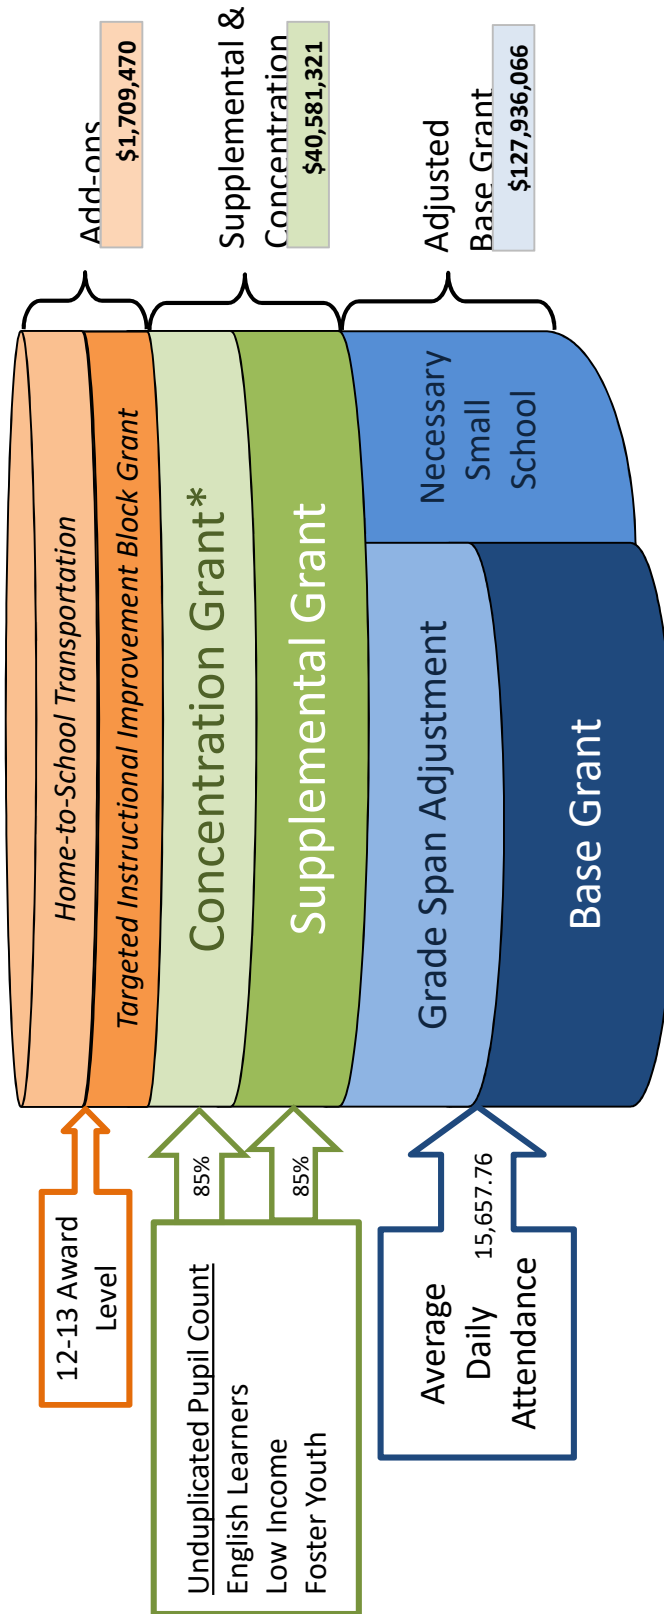 12-13 Award
Level
Unduplicated Pupil Count
English Learners
Low Income
Foster Youth
85%
85%
Average
Daily
Attendance
15,657.76
Home-to-School Transportation
Targeted Instructional Improvement Block Grant
Concentration Grant*
Supplemental Grant
Grade Span Adjustment
Base Grant
Necessary
Small
School
Add-ons
$1,709,470
Supplemental &
Concentration
$40,581,321
Adjusted
Base Grant
$127,936,066